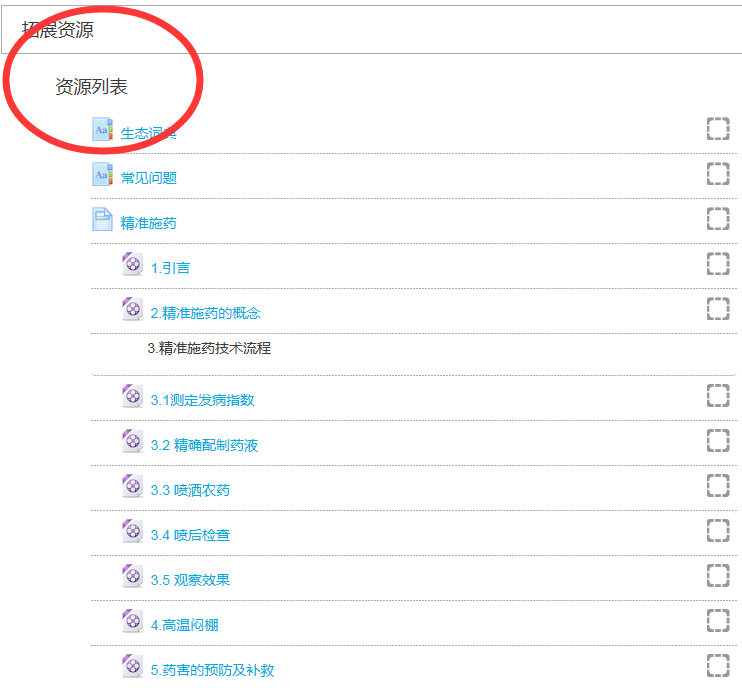 拓展资源
资源列表
生态词典
常见问题
精准施药
1.引言
2.精准施药的概念
3.精准施药技术流程
3.1测定发病指数
3.2 精确配制药液
3.3 喷洒农药
3.4 喷后检查
3.5 观察效果
4.高温闷棚
5.药害的预防及补救